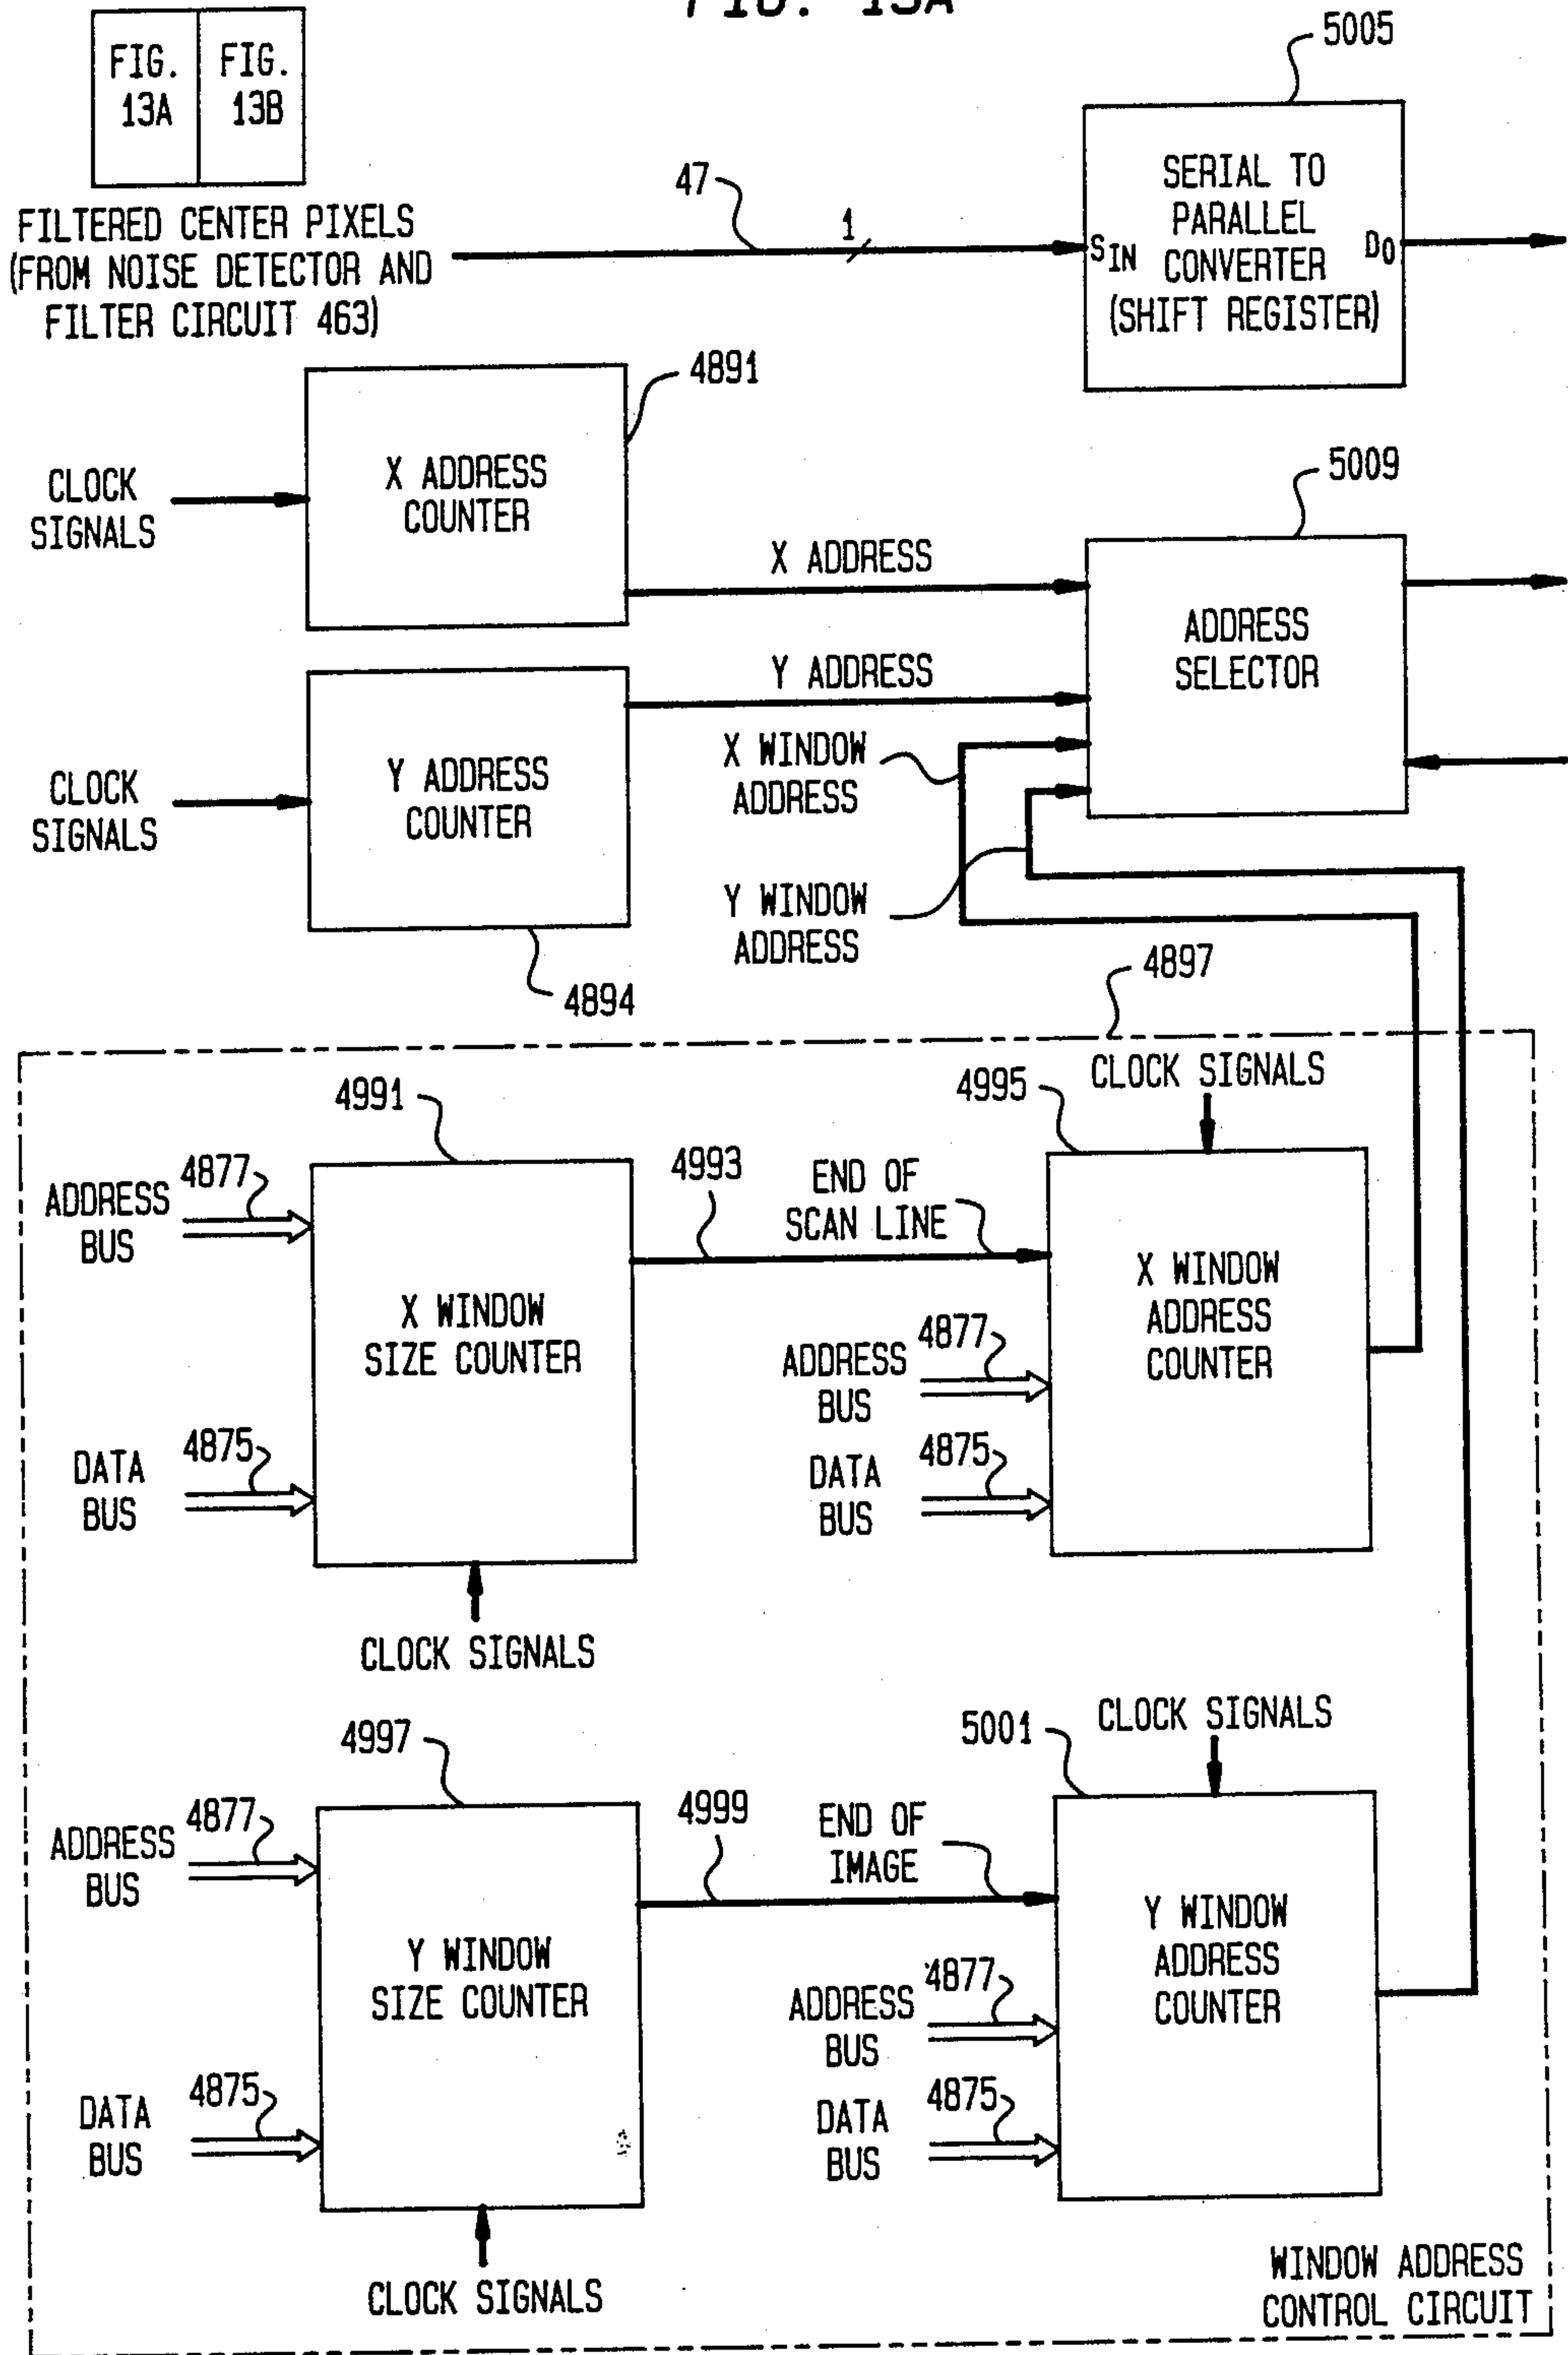 FIG. 13A
FIG. 13A
FIG. 13B
5005
FILTERED CENTER PIXELS
(FROM NOISE DETECTOR AND
FILTER CIRCUIT 463)
47
1
SIN
SERIAL TO
PARALLEL
CONVERTER
(SHIFT REGISTER)
D0
4891
CLOCK
SIGNALS
X ADDRESS
COUNTER
5009
X ADDRESS
Y ADDRESS
ADDRESS
SELECTOR
CLOCK
SIGNALS
Y ADDRESS
COUNTER
X WINDOW
ADDRESS
Y WINDOW
ADDRESS
4894
4897
4991
4995
CLOCK SIGNALS
ADDRESS
BUS
4877
4993
END OF
SCAN LINE
X WINDOW
SIZE COUNTER
X WINDOW
ADDRESS
COUNTER
ADDRESS
BUS
4877
DATA
BUS
4875
DATA
BUS
4875
CLOCK SIGNALS
4997
5001
CLOCK SIGNALS
ADDRESS
BUS
4877
4999
END OF
IMAGE
Y WINDOW
SIZE COUNTER
Y WINDOW
ADDRESS
COUNTER
ADDRESS
BUS
4877
DATA
BUS
4875
DATA
BUS
4875
CLOCK SIGNALS
WINDOW ADDRESS
CONTROL CIRCUIT